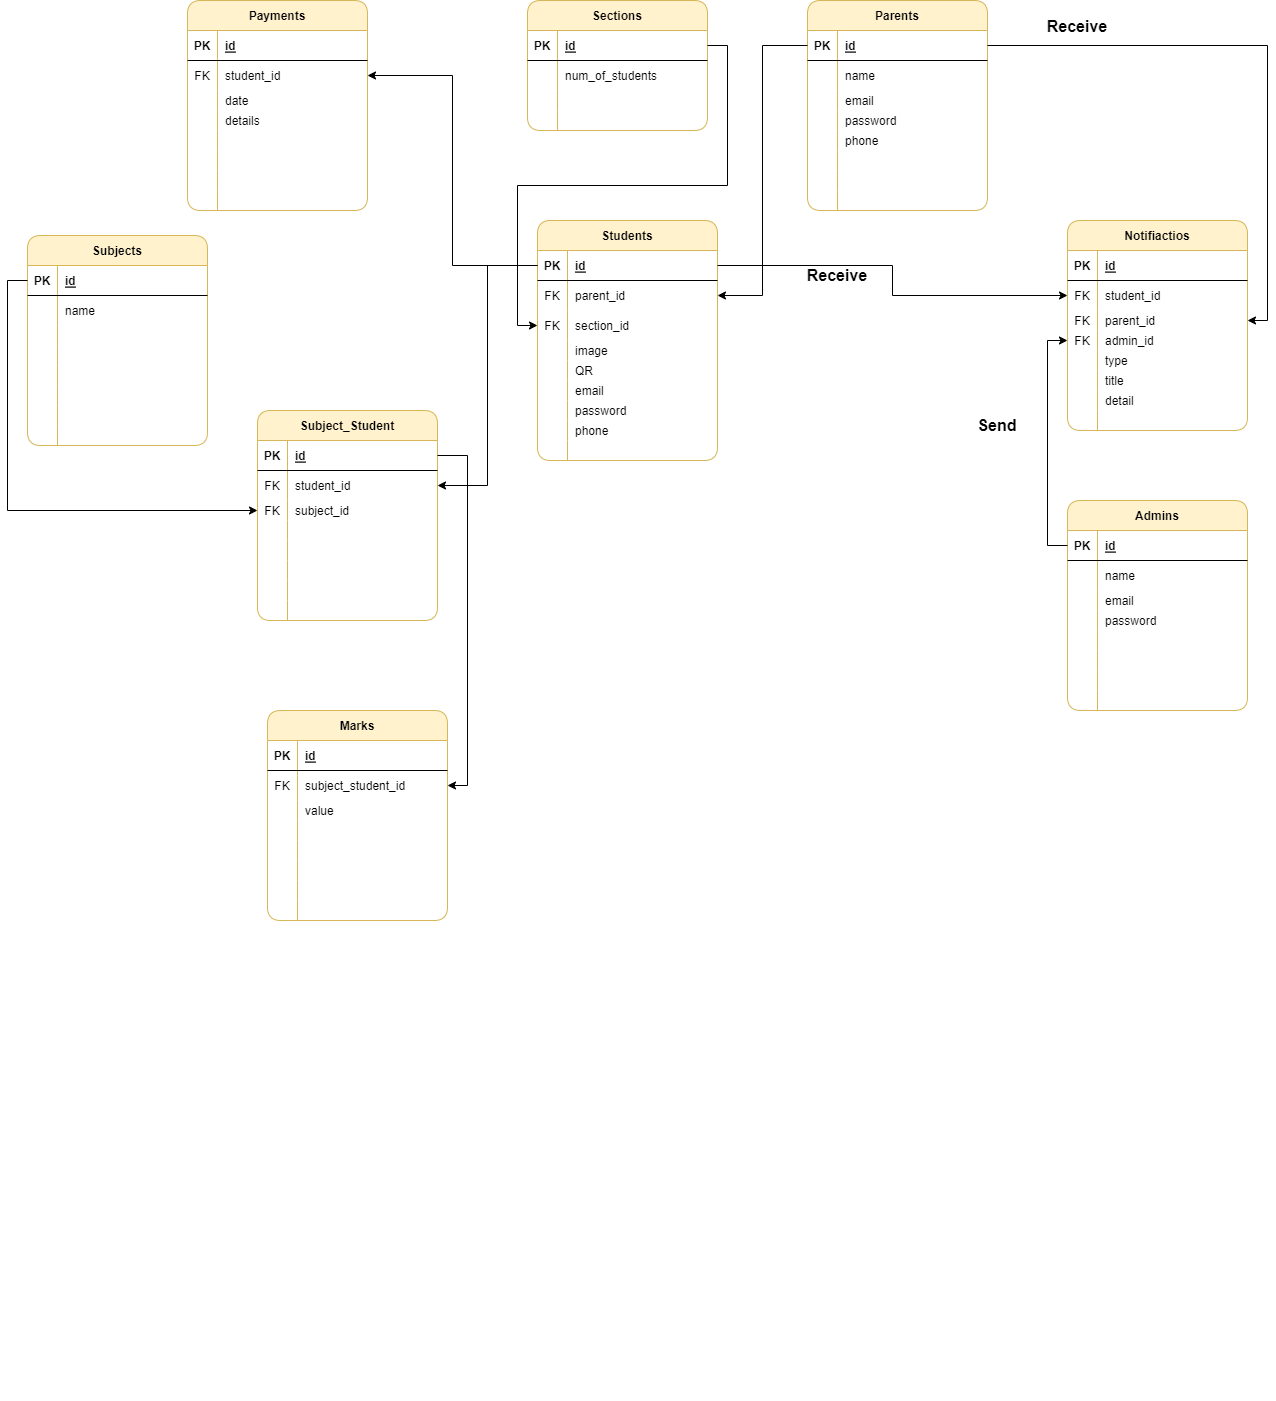 Payments
PK id
FK student_id
date
details
Sections
PK id
num_of_students
Parents
PK id
name
email
password
phone
Receive
Subjects
PK id
name
Students
PK id
FK parent_id
FK section_id
image
QR
email
password
phone
Receive
Notifiactios
PK id
FK student_id
FK parent_id
FK admin_id
type
title
detail
Send
Subject_Student
PK id
FK student_id
FK subject_id
Admins
PK id
name
email
password
Marks
PK id
FK subject_student_id
value